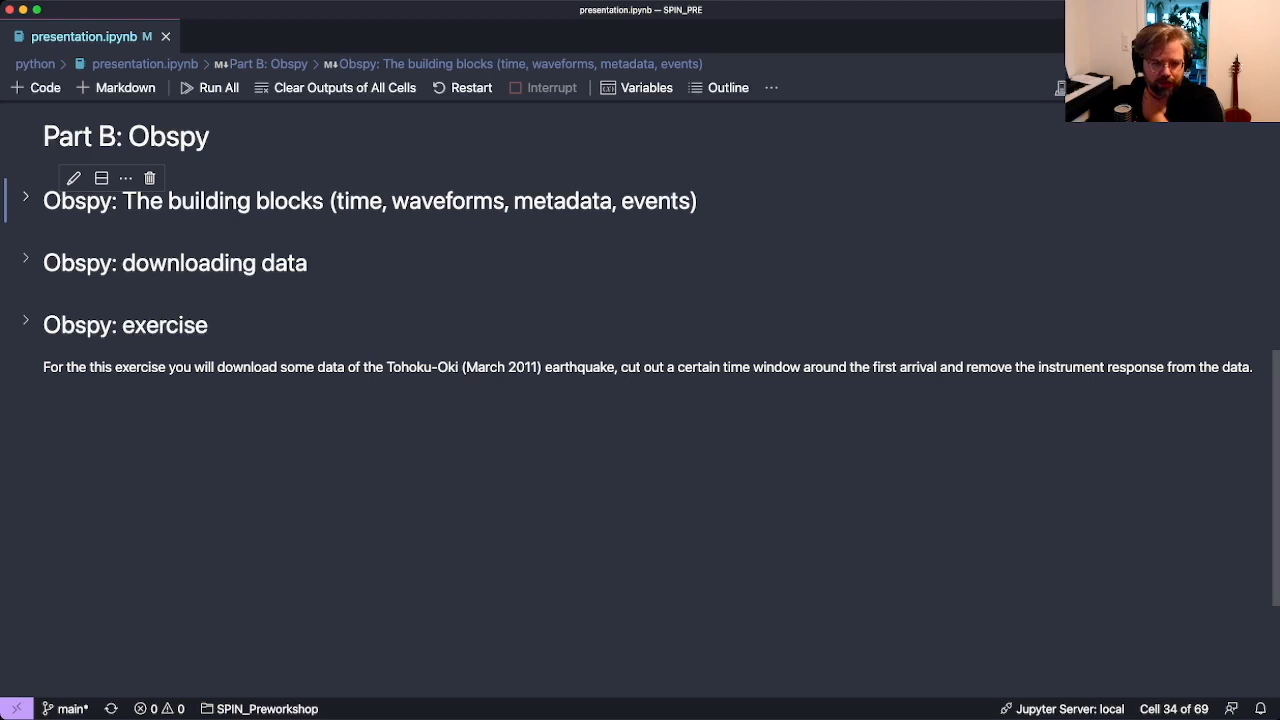 presentation.ipynb — SPIN_PRE
presentation.ipynb M
python > presentation.ipynb > M↓Part B: Obspy > M↓Obspy: The building blocks (time, waveforms, metadata, events)
+ Code + Markdown Run All Clear Outputs of All Cells Restart Interrupt Variables Outline ...
Part B: Obspy
Obspy: The building blocks (time, waveforms, metadata, events)
Obspy: downloading data
Obspy: exercise
For the this exercise you will download some data of the Tohoku-Oki (March 2011) earthquake, cut out a certain time window around the first arrival and remove the instrument response from the data.
main* 0 0 SPIN_Preworkshop Jupyter Server: local Cell 34 of 69